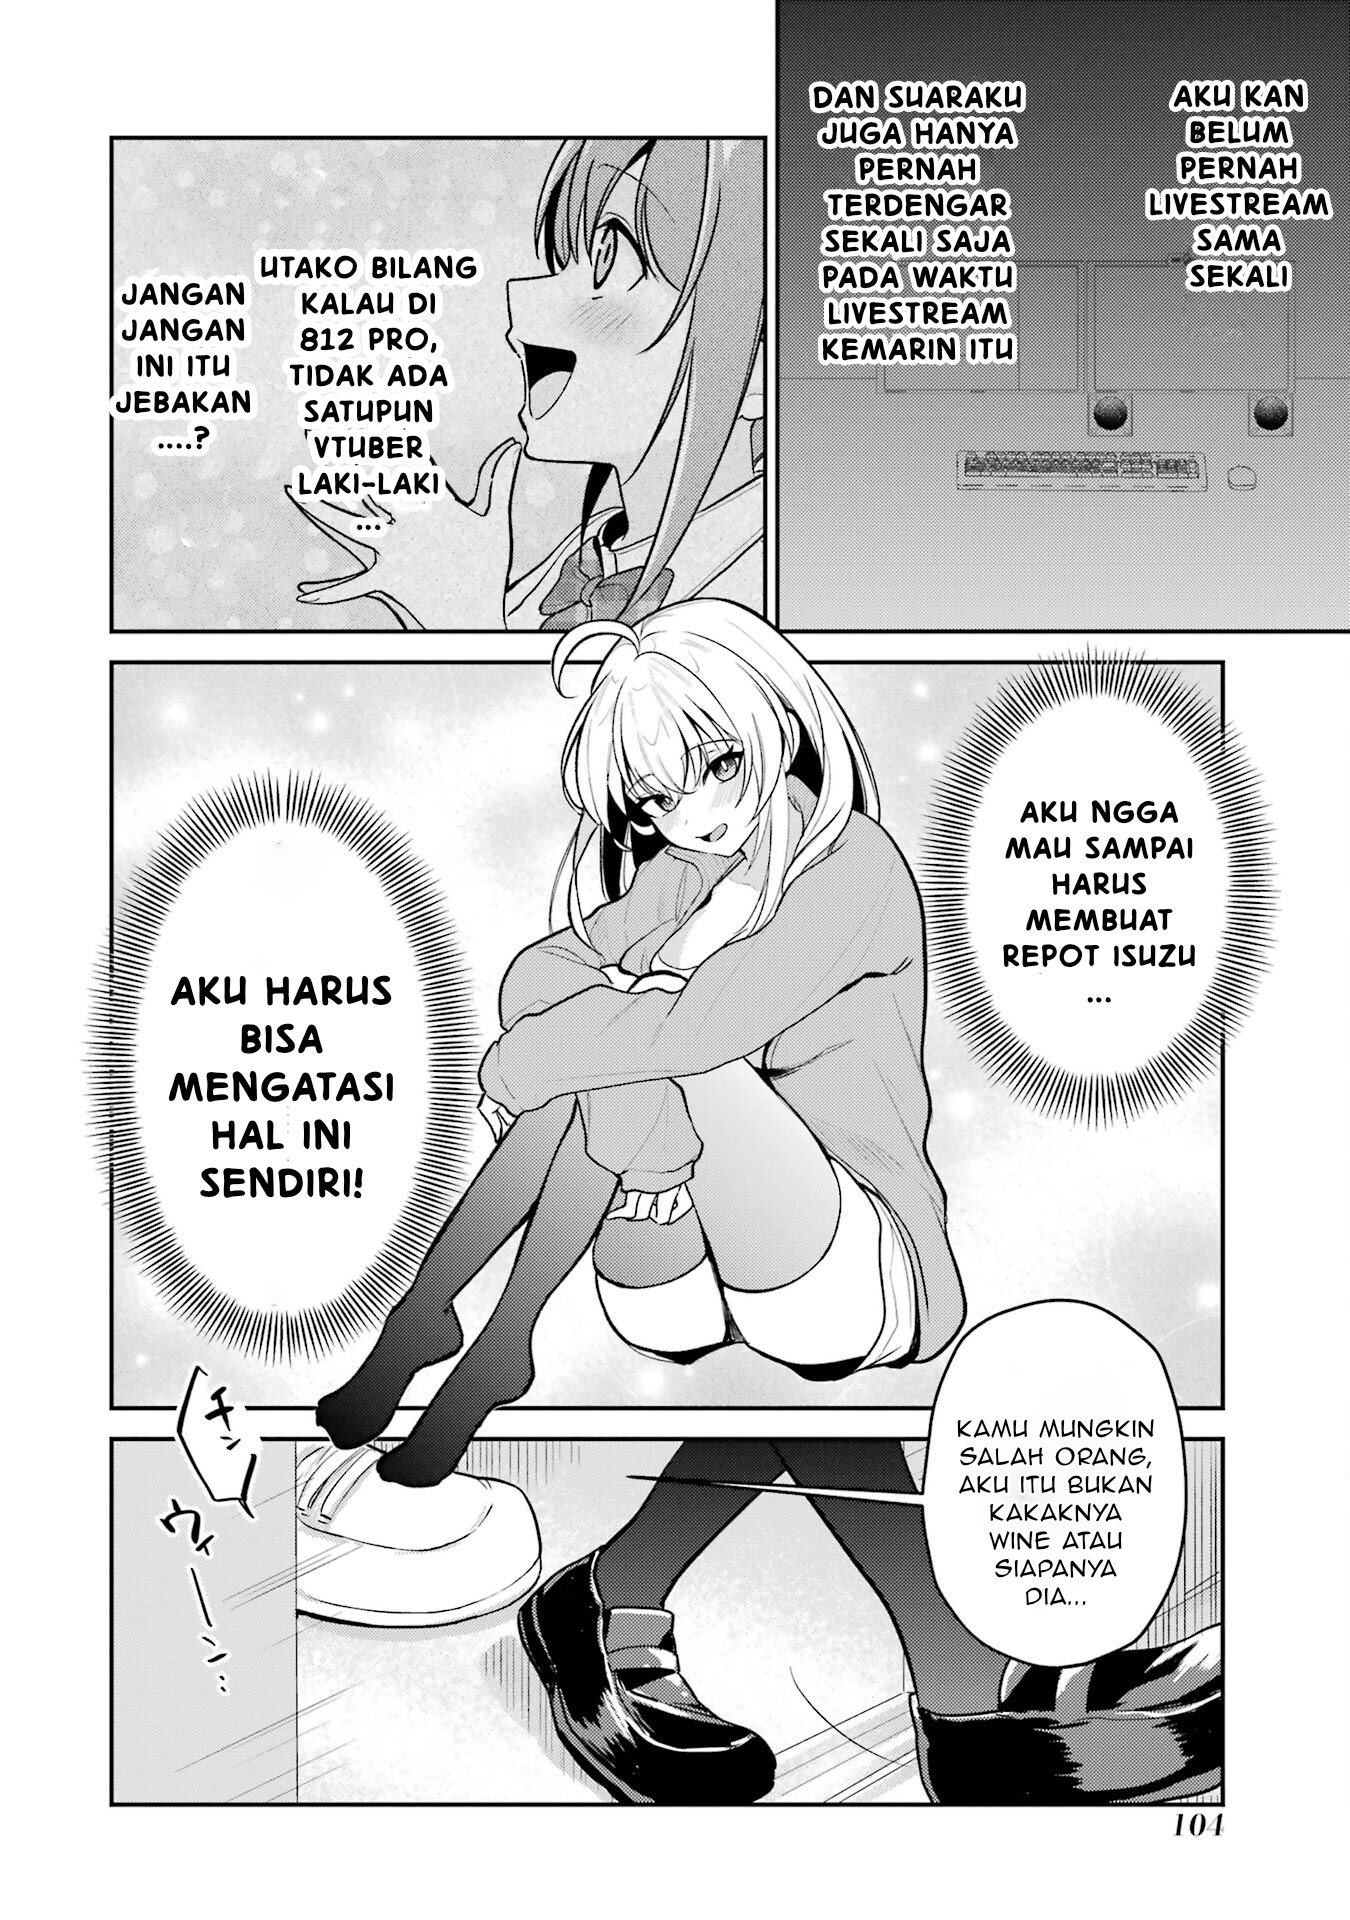 AKU KAN
BELUM
PERNAH
LIVESTREAM
SAMA
SEKALI
DAN SUARAKU
JUGA HANYA
PERNAH
TERDENGAR
SEKALI SAJA
PADA WAKTU
LIVESTREAM
KEMARIN ITU
UTAKO BILANG
KALAU DI
812 PRO,
TIDAK ADA
SATUPUN
VTUBER
LAKI-LAKI
...
JANGAN
JANGAN
INI ITU
JEBAKAN
....?
AKU NGGA
MAU SAMPAI
HARUS
MEMBUAT
REPOT ISUZU
...
AKU HARUS
BISA
MENGATASI
HAL INI
SENDIRI!
KAMU MUNGKIN
SALAH ORANG,
AKU ITU BUKAN
KAKAKNYA
WINE ATAU
SIAPANYA
DIA...
チン
ウィーン...
104